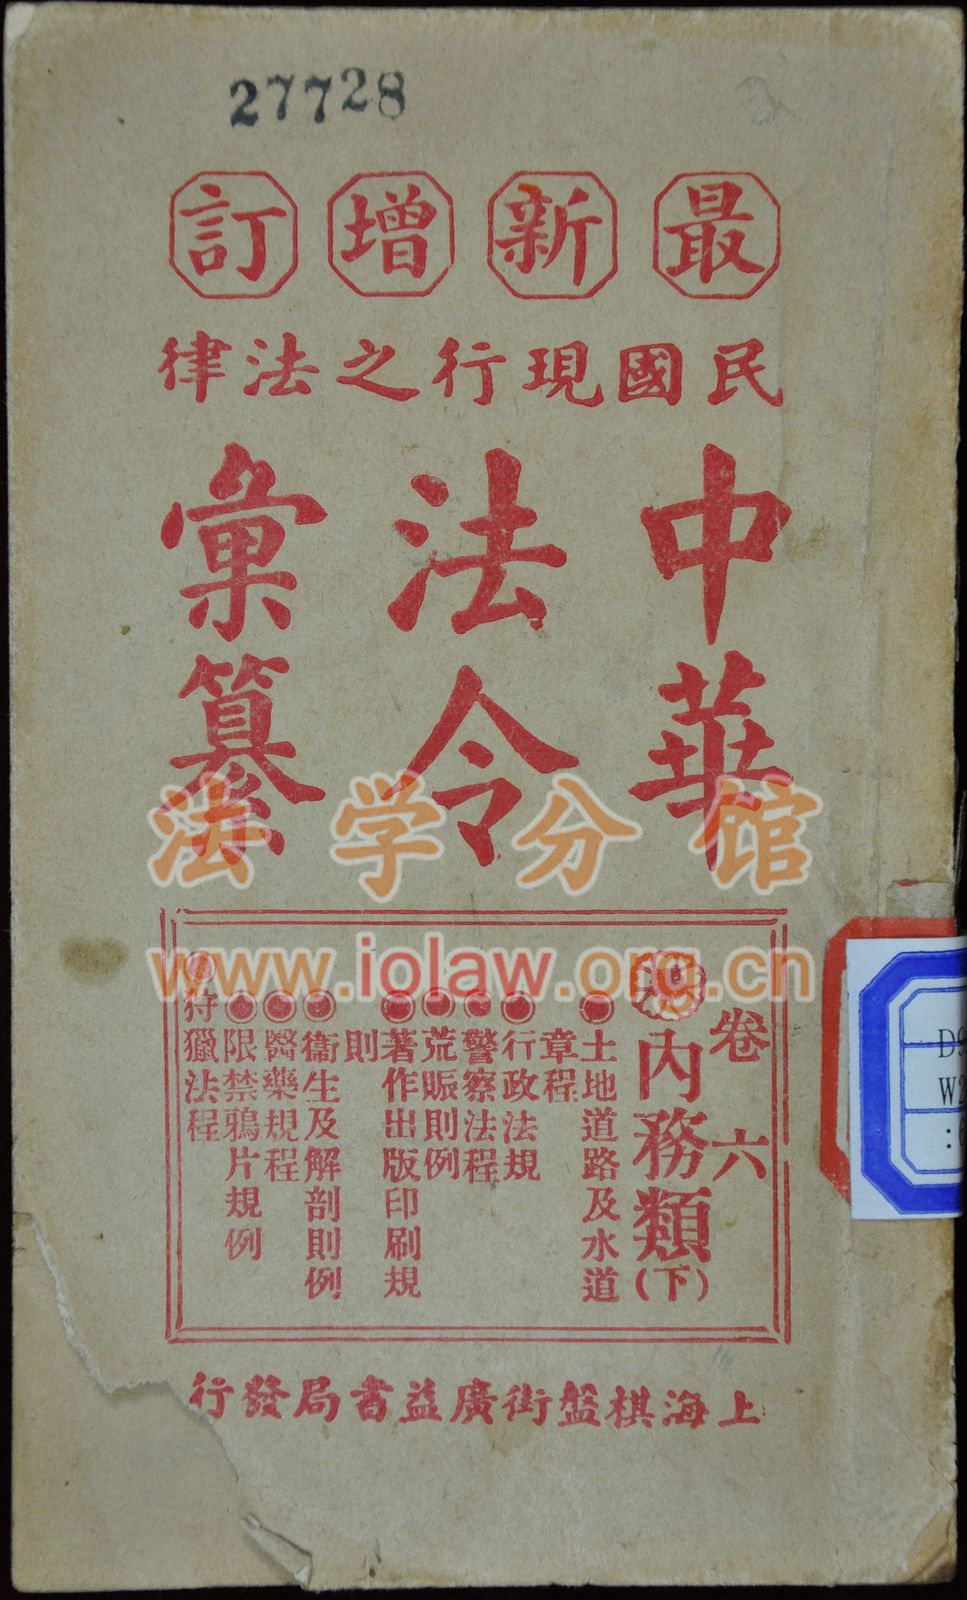 27728
最新增訂
民國現行之法律
中華
法令
彙纂
法学分馆
www.iolaw.org.cn
卷六
內務類(下)
土地道路及水道
章程
行政法規
警察法程
荒賑則例
著作出版印刷規
則
衞生及解剖則例
醫藥規程
限禁鴉片規例
狩獵法程
上海棋盤街廣益書局發行